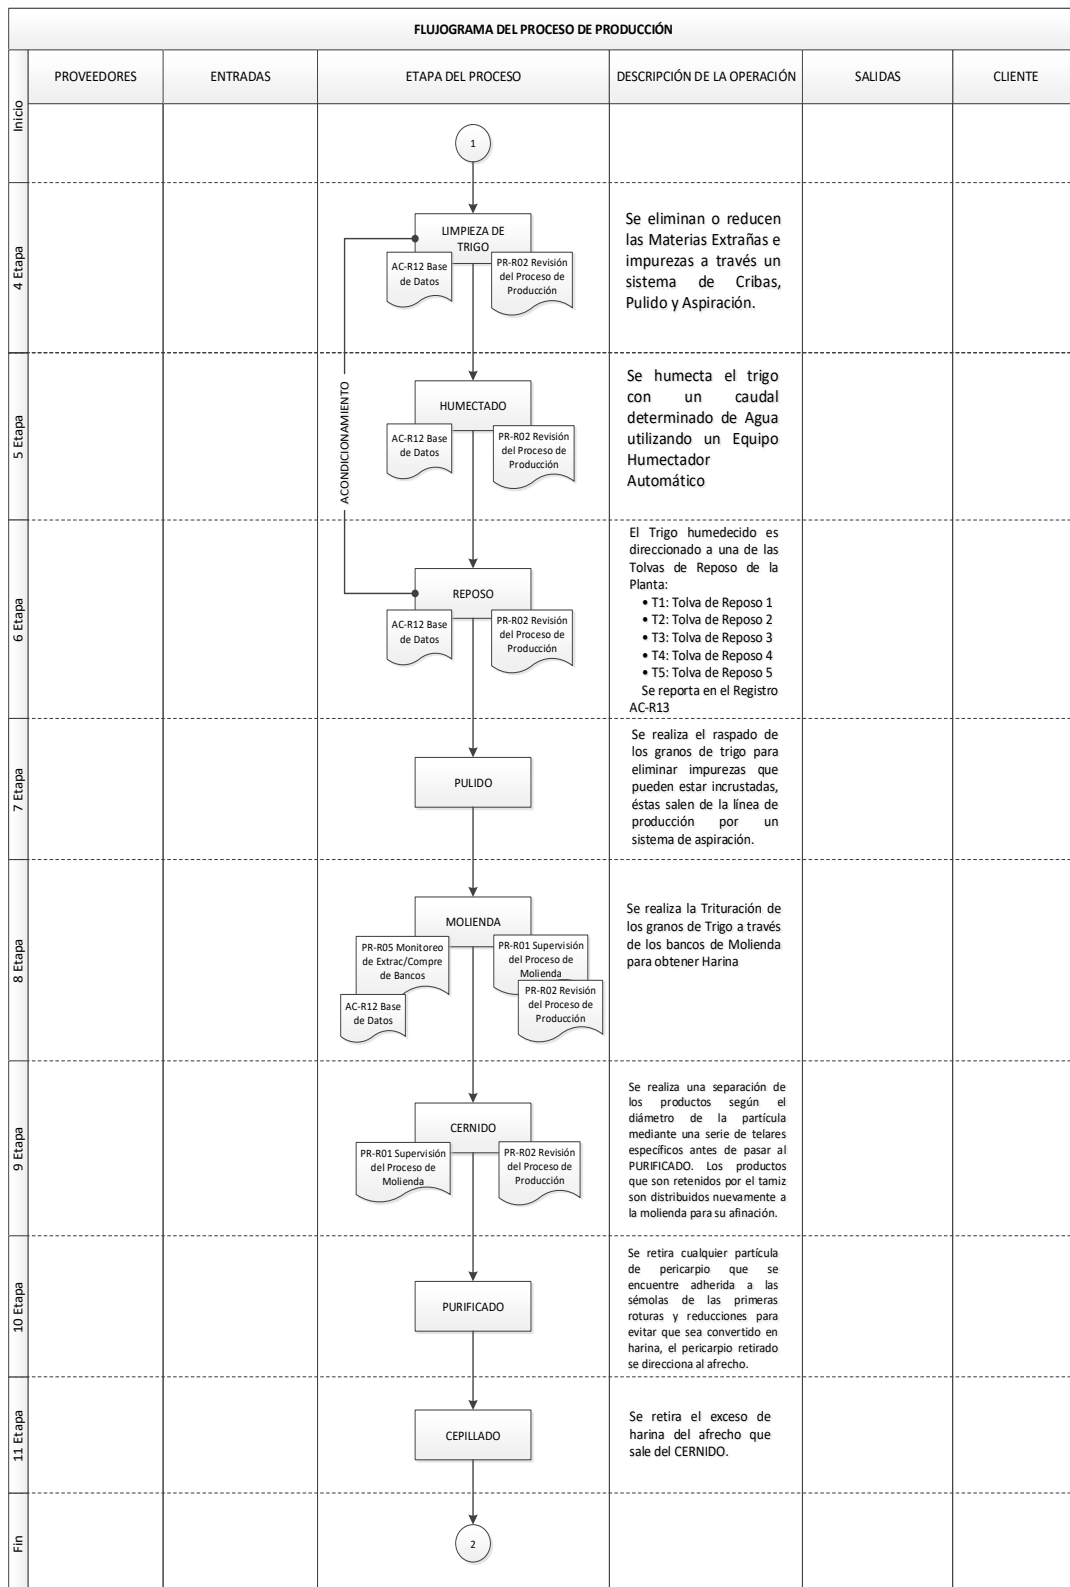 FLUJOGRAMA DEL PROCESO DE PRODUCCIÓN
PROVEEDORES
ENTRADAS
ETAPA DEL PROCESO
DESCRIPCIÓN DE LA OPERACIÓN
SALIDAS
CLIENTE
Inicio
1
4 Etapa
LIMPIEZA DE
TRIGO
AC-R12 Base
de Datos
PR-R02 Revisión
del Proceso de
Producción
Se eliminan o reducen
las Materias Extrañas e
impurezas a través un
sistema de Cribas,
Pulido y Aspiración.
ACONDICIONAMIENTO
5 Etapa
HUMECTADO
AC-R12 Base
de Datos
PR-R02 Revisión
del Proceso de
Producción
Se humecta el trigo
con un caudal
determinado de Agua
utilizando un Equipo
Humectador
Automático
6 Etapa
REPOSO
AC-R12 Base
de Datos
PR-R02 Revisión
del Proceso de
Producción
El Trigo humedecido es
direccionado a una de las
Tolvas de Reposo de la
Planta:
• T1: Tolva de Reposo 1
• T2: Tolva de Reposo 2
• T3: Tolva de Reposo 3
• T4: Tolva de Reposo 4
• T5: Tolva de Reposo 5
Se reporta en el Registro
AC-R13
7 Etapa
PULIDO
Se realiza el raspado de
los granos de trigo para
eliminar impurezas que
pueden estar incrustadas,
éstas salen de la línea de
producción por un
sistema de aspiración.
8 Etapa
MOLIENDA
PR-R05 Monitoreo
de Extrac/Compre
de Bancos
AC-R12 Base
de Datos
PR-R01 Supervisión
del Proceso de
Molienda
PR-R02 Revisión
del Proceso de
Producción
Se realiza la Trituración de
los granos de Trigo a través
de los bancos de Molienda
para obtener Harina
9 Etapa
CERNIDO
PR-R01 Supervisión
del Proceso de
Molienda
PR-R02 Revisión
del Proceso de
Producción
Se realiza una separación de
los productos según el
diámetro de la partícula
mediante una serie de telares
específicos antes de pasar al
PURIFICADO. Los productos
que son retenidos por el tamiz
son distribuidos nuevamente a
la molienda para su afinación.
10 Etapa
PURIFICADO
Se retira cualquier partícula
de pericarpio que se
encuentre adherida a las
sémolas de las primeras
roturas y reducciones para
evitar que sea convertido en
harina, el pericarpio retirado
se direcciona al afrecho.
11 Etapa
CEPILLADO
Se retira el exceso de
harina del afrecho que
sale del CERNIDO.
Fin
2